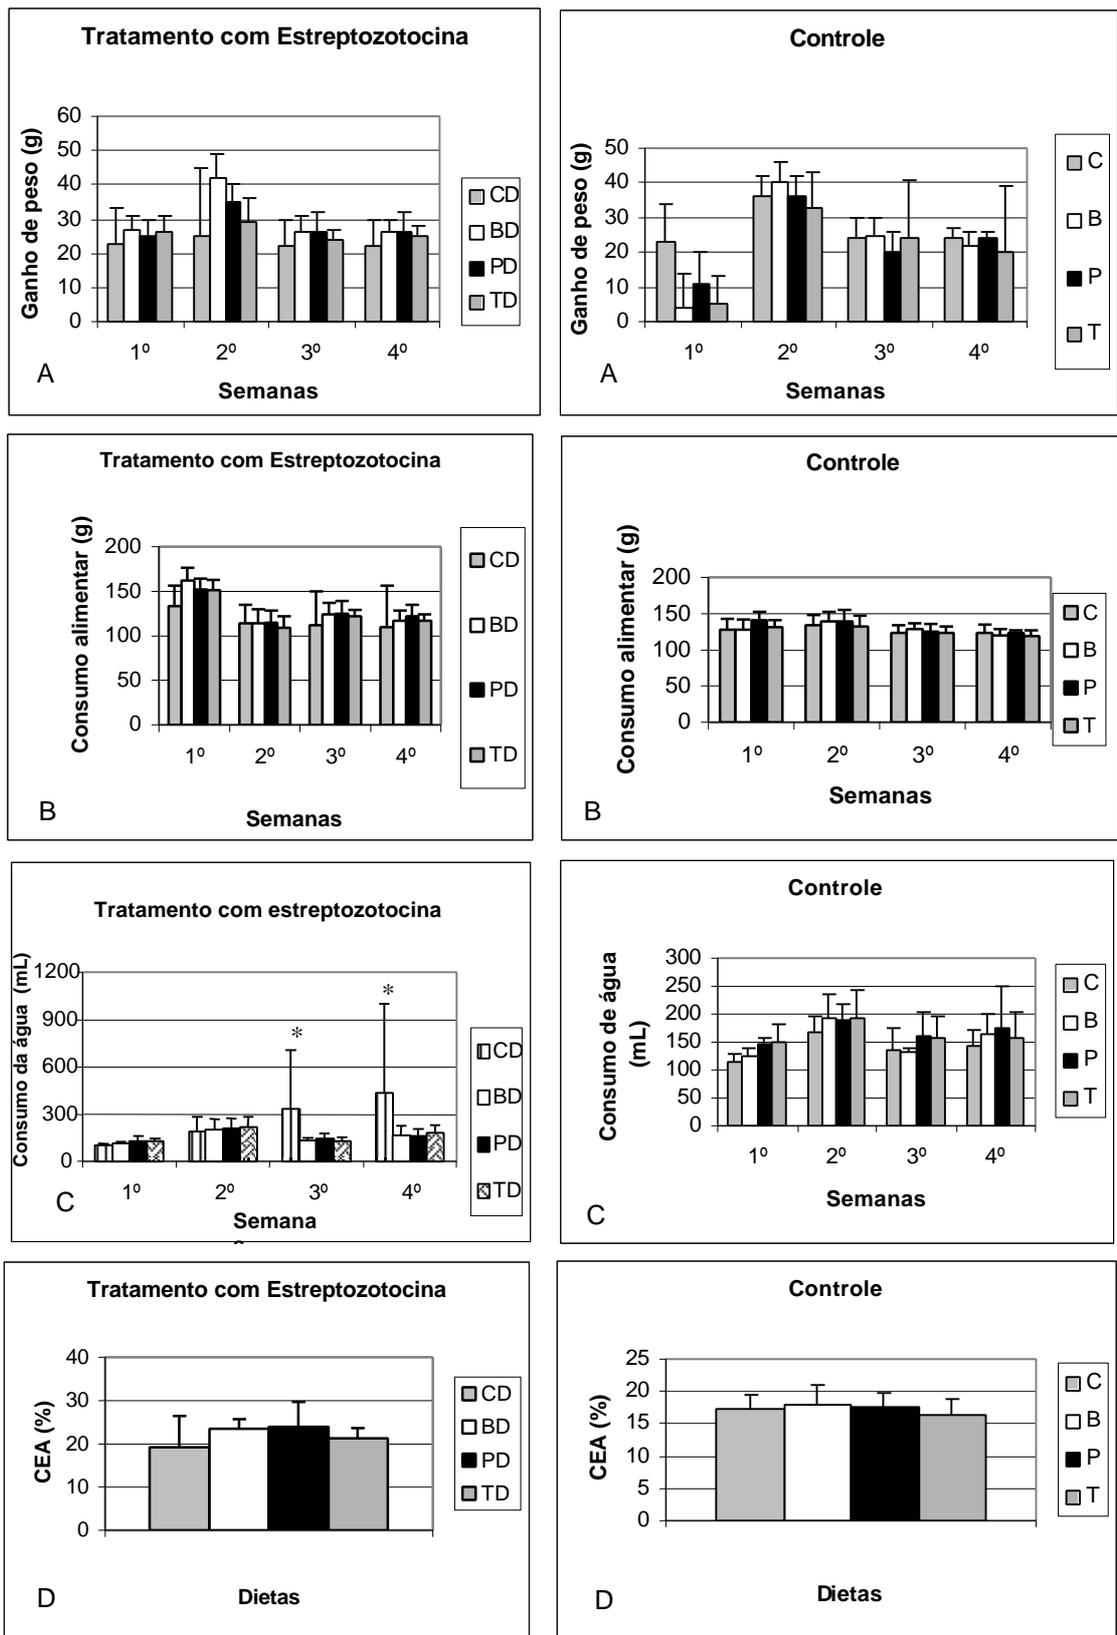 Tratamento com Estreptozotocina
Ganho de peso (g)
60
50
40
30
20
10
0
1º 2º 3º 4º
Semanas
CD
BD
PD
TD
A
Controle
Ganho de peso (g)
50
40
30
20
10
0
1º 2º 3º 4º
Semanas
C
B
P
T
A
Tratamento com Estreptozotocina
Consumo alimentar (g)
200
150
100
50
0
1º 2º 3º 4º
Semanas
CD
BD
PD
TD
B
Controle
Consumo alimentar (g)
200
150
100
50
0
1º 2º 3º 4º
Semanas
C
B
P
T
B
Tratamento com estreptozotocina
Consumo da água (mL)
1200
900
600
300
0
*
*
1º 2º 3º 4º
Semana
CD
BD
PD
TD
C
Controle
Consumo de água
(mL)
300
250
200
150
100
50
0
1º 2º 3º 4º
Semanas
C
B
P
T
C
Tratamento com Estreptozotocina
CEA (%)
40
30
20
10
0
Dietas
CD
BD
PD
TD
D
Controle
CEA (%)
25
20
15
10
5
0
Dietas
C
B
P
T
D